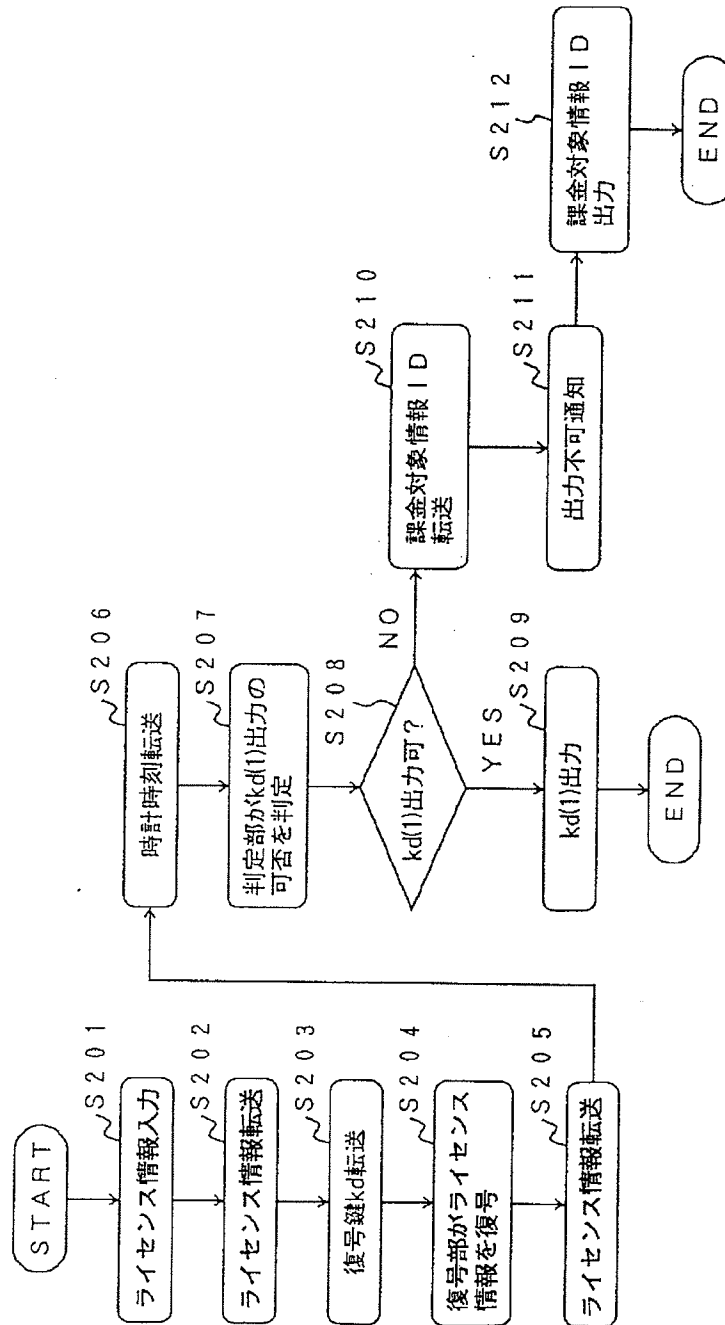 START
S201
ライセンス情報入力
S202
ライセンス情報転送
S203
復号鍵kd転送
S204
復号部がライセンス
情報を復号
S205
ライセンス情報転送
S206
時計時刻転送
S207
判定部がkd(1)出力の
可否を判定
S208
kd(1)出力可?
YES
NO
S209
kd(1)出力
END
S210
課金対象情報ID
転送
S211
出力不可通知
S212
課金対象情報ID
出力
END